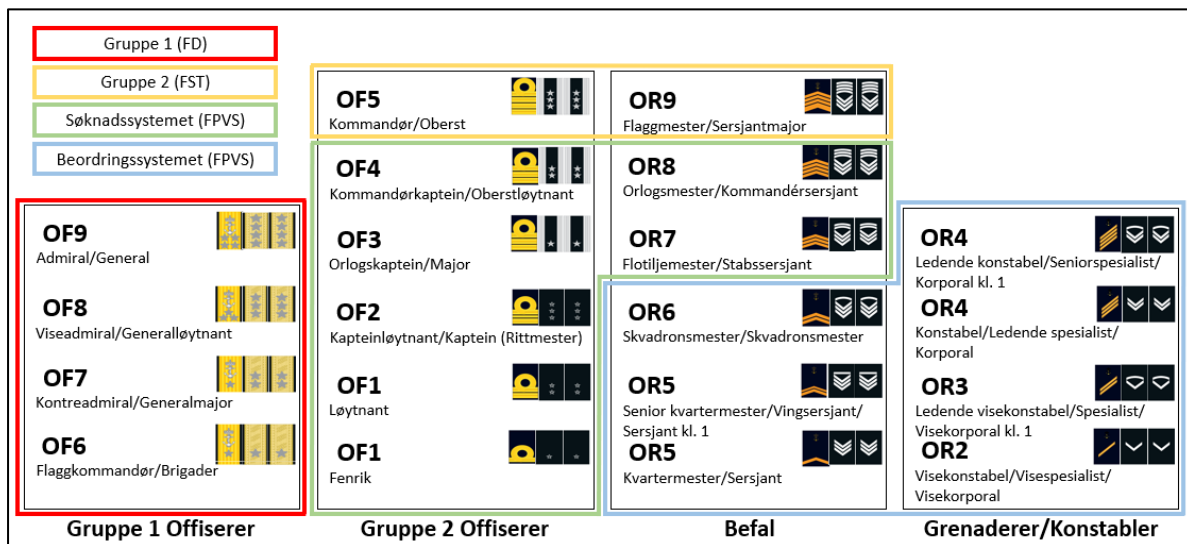 Gruppe 1 (FD)
Gruppe 2 (FST)
Søknadssystemet (FPVS)
Beordringssystemet (FPVS)
OF9
Admiral/General
OF8
Viseadmiral/Generalløytnant
OF7
Kontreadmiral/Generalmajor
OF6
Flaggkommandør/Brigader
Gruppe 1 Offiserer
OF5
Kommandør/Oberst
OF4
Kommandørkaptein/Oberstløytnant
OF3
Orlogskaptein/Major
OF2
Kapteinløytnant/Kaptein (Rittmester)
OF1
Løytnant
OF1
Fenrik
Gruppe 2 Offiserer
OR9
Flaggmester/Sersjantmajor
OR8
Orlogsmester/Kommandérsersjant
OR7
Flotiljemester/Stabssersjant
OR6
Skvadronsmester/Skvadronsmester
OR5
Senior kvartermester/Vingsersjant/
Sersjant kl. 1
OR5
Kvartermester/Sersjant
Befal
OR4
Ledende konstabel/Seniorspesialist/
Korporal kl. 1
OR4
Konstabel/Ledende spesialist/
Korporal
OR3
Ledende visekonstabel/Spesialist/
Visekorporal kl. 1
OR2
Visekonstabel/Visespesialist/
Visekorporal
Grenaderer/Konstabler